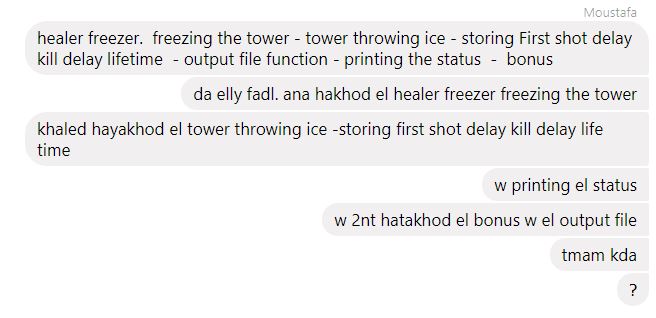 Moustafa
healer freezer.  freezing the tower - tower throwing ice - storing First shot delay
kill delay lifetime  - output file function - printing the status  -  bonus
da elly fadl. ana hakhod el healer freezer freezing the tower
khaled hayakhod el tower throwing ice -storing first shot delay kill delay life
time
w printing el status
w 2nt hatakhod el bonus w el output file
tmam kda
?